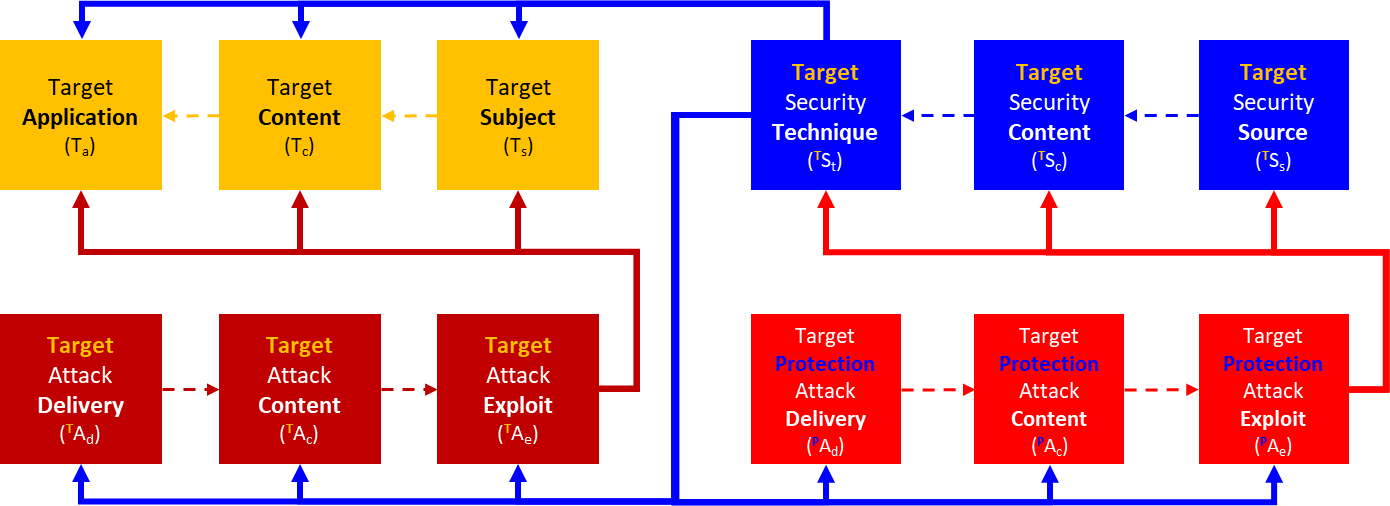 Target
Application
(Ta)
Target
Content
(Tc)
Target
Subject
(Ts)
Target
Security
Technique
(TSt)
Target
Security
Content
(TSc)
Target
Security
Source
(TSs)
Target
Attack
Delivery
(TAd)
Target
Attack
Content
(TAc)
Target
Attack
Exploit
(TAe)
Target
Protection
Attack
Delivery
(PAd)
Target
Protection
Attack
Content
(PAc)
Target
Protection
Attack
Exploit
(PAe)